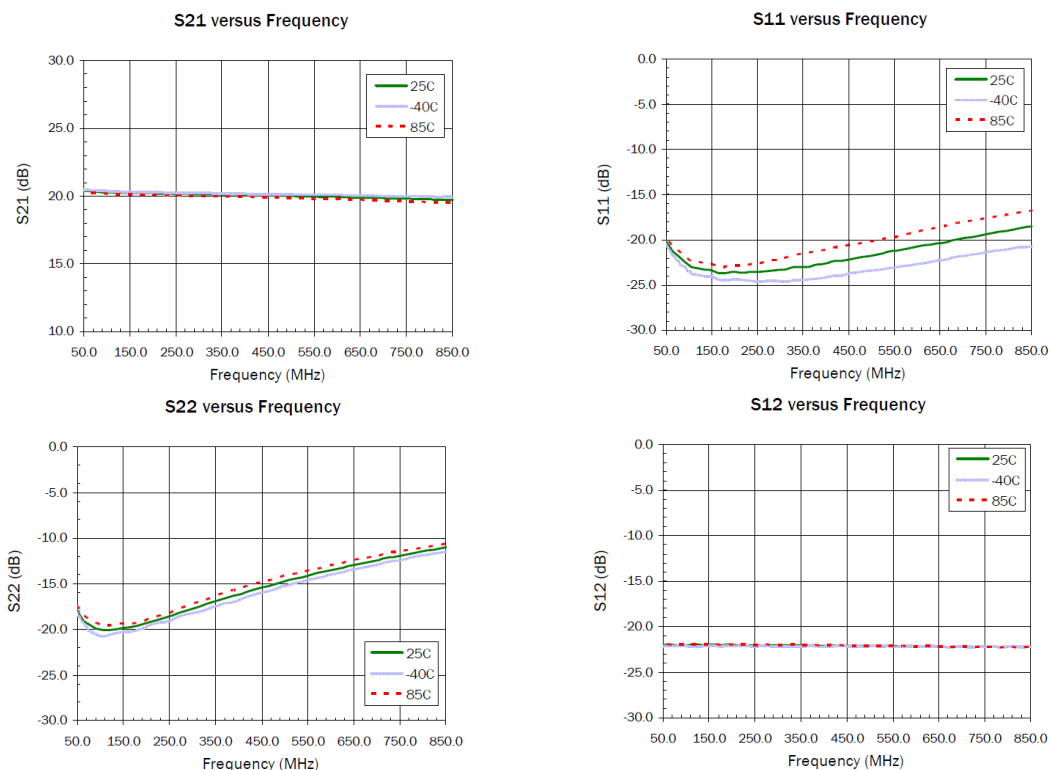 S21 versus Frequency
30.0
25.0
20.0
15.0
10.0
S21 (dB)
25C
-40C
85C
50.0 150.0 250.0 350.0 450.0 550.0 650.0 750.0 850.0
Frequency (MHz)
S11 versus Frequency
0.0
-5.0
-10.0
-15.0
-20.0
-25.0
-30.0
S11 (dB)
25C
-40C
85C
50.0 150.0 250.0 350.0 450.0 550.0 650.0 750.0 850.0
Frequency (MHz)
S22 versus Frequency
0.0
-5.0
-10.0
-15.0
-20.0
-25.0
-30.0
S22 (dB)
25C
-40C
85C
50.0 150.0 250.0 350.0 450.0 550.0 650.0 750.0 850.0
Frequency (MHz)
S12 versus Frequency
0.0
-5.0
-10.0
-15.0
-20.0
-25.0
-30.0
S12 (dB)
25C
-40C
85C
50.0 150.0 250.0 350.0 450.0 550.0 650.0 750.0 850.0
Frequency (MHz)